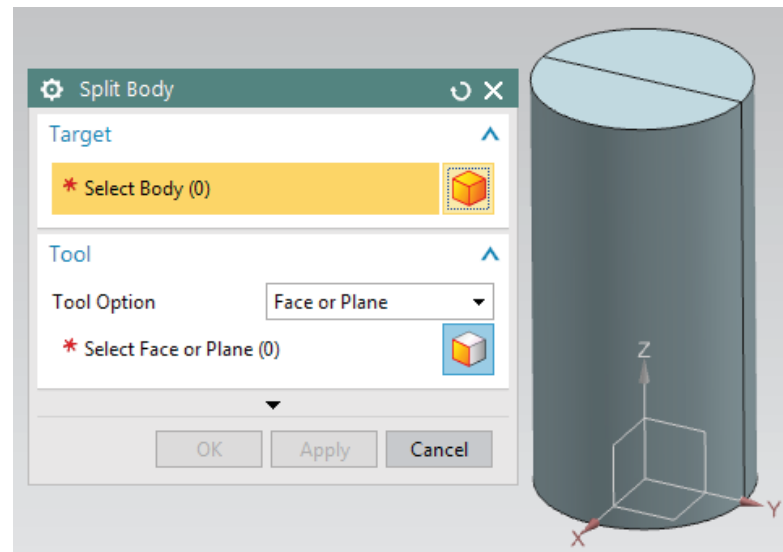 Split Body
Target
* Select Body (0)
Tool
Tool Option Face or Plane
* Select Face or Plane (0)
OK Apply Cancel
Z
Y
X